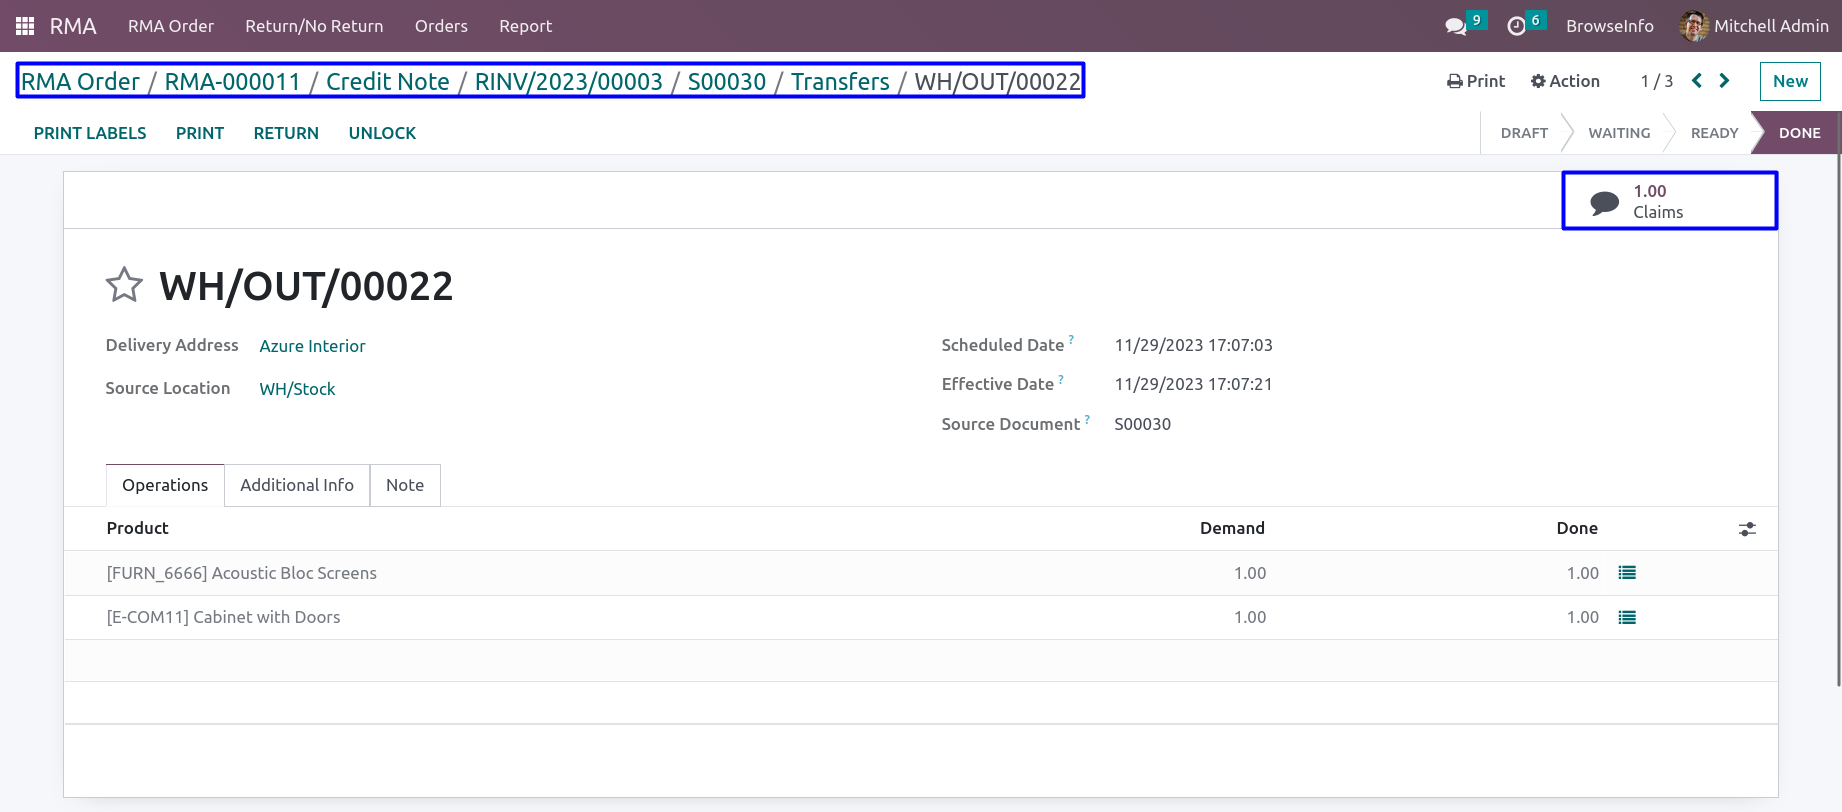 RMA RMA Order Return/No Return Orders Report 9 6 BrowseInfo Mitchell Admin
RMA Order / RMA-000011 / Credit Note / RINV/2023/00003 / S00030 / Transfers / WH/OUT/00022 Print Action 1 / 3 New
PRINT LABELS PRINT RETURN UNLOCK DRAFT WAITING READY DONE
1.00
Claims
WH/OUT/00022
Delivery Address Azure Interior Scheduled Date ? 11/29/2023 17:07:03
Source Location WH/Stock Effective Date ? 11/29/2023 17:07:21
Source Document ? S00030
Operations Additional Info Note
Product Demand Done
[FURN_6666] Acoustic Bloc Screens 1.00 1.00
[E-COM11] Cabinet with Doors 1.00 1.00